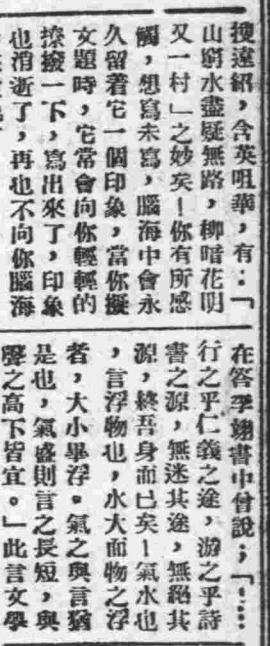 搜遠紹,含英咀華,有:「
山窮水盡疑無路,柳暗花明
又一村」之妙矣!你有所感
觸,想寫未寫,腦海中會永
久留着它一個印象,當你擬
文題時,它常會向你輕輕的
撩撥一下,寫出來了,印象
也消逝了,再也不向你腦海
在答李翊書中曾說;「!……
行之乎仁義之途,游之乎詩
書之源,無迷其途,無絕其
源,終吾身而已矣!氣水也
,言浮物也,水大而物之浮
者,大小畢浮。氣之與言猶
是也,氣盛則言之長短,與
聲之高下皆宜。」此言文學